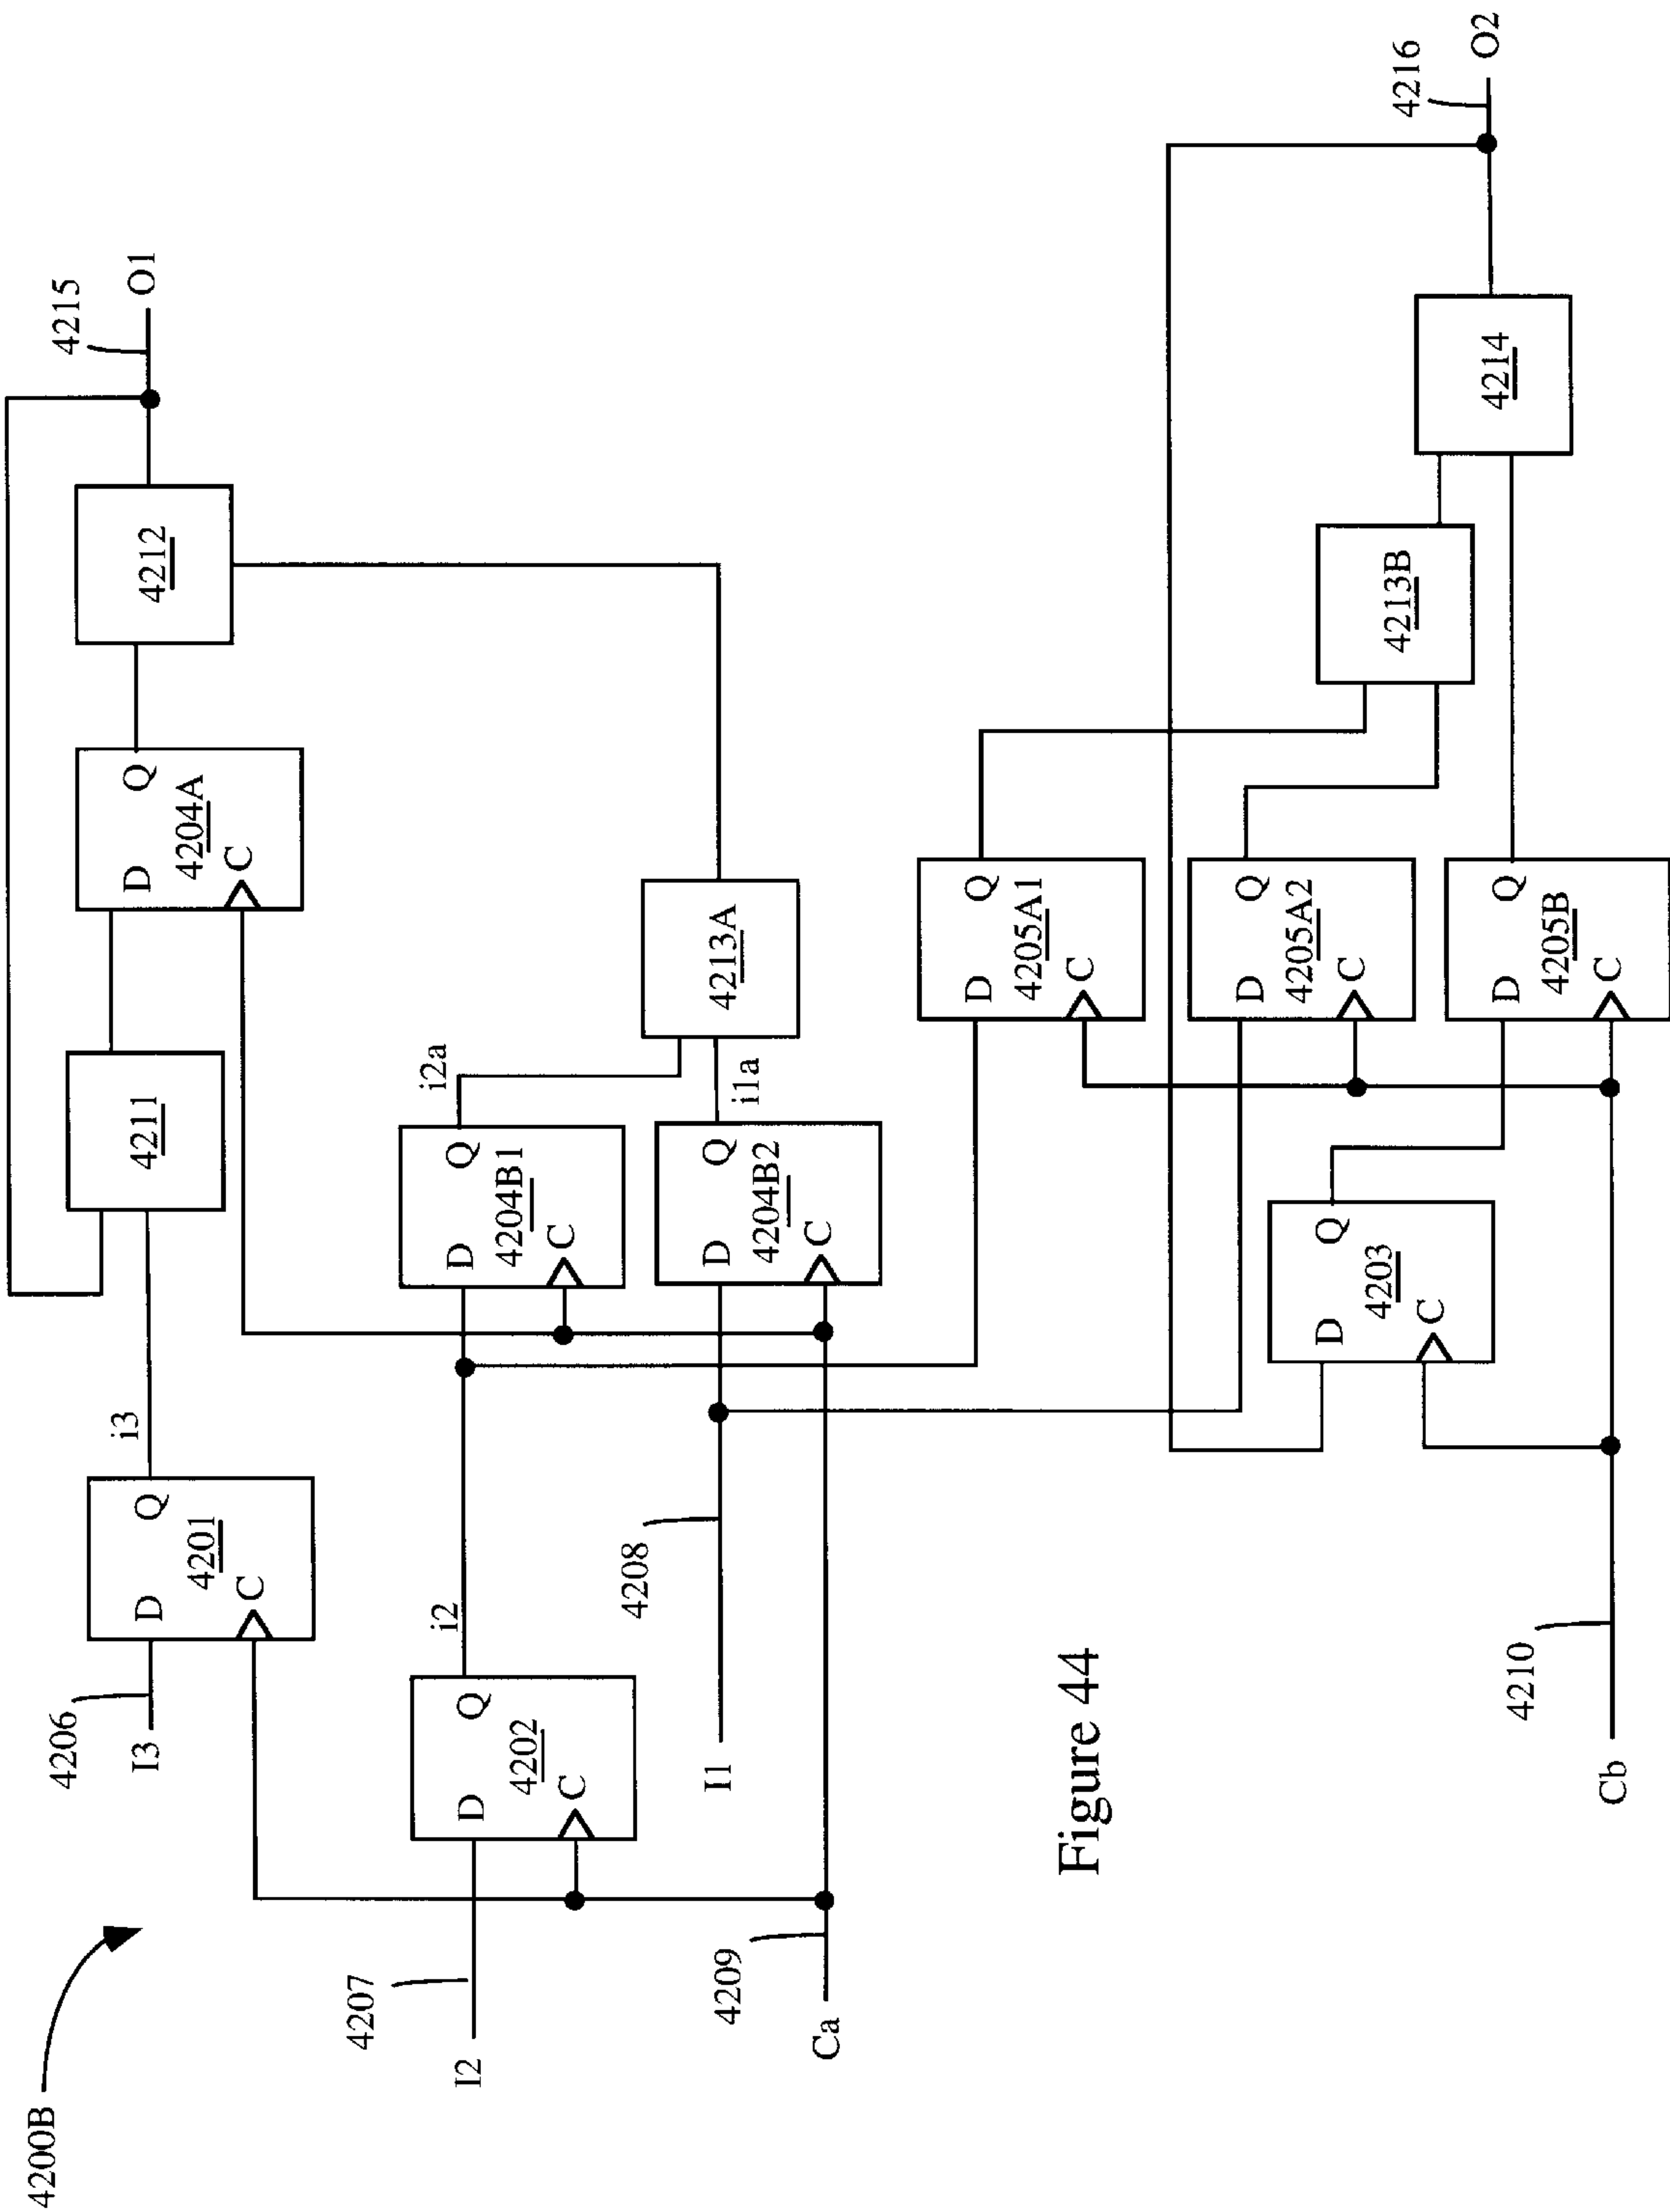 4200B
4206
I3
D
Q
4201
C
i3
4211
D
Q
4204A
C
4212
4215
O1
4207
I2
D
Q
4202
C
i2
D
Q
4204B1
C
i2a
4208
I1
D
Q
4204B2
C
i1a
4213A
4209
Ca
D
Q
4205A1
C
D
Q
4205A2
C
D
Q
4203
C
D
Q
4205B
C
4213B
4214
4216
O2
4210
Cb
Figure 44